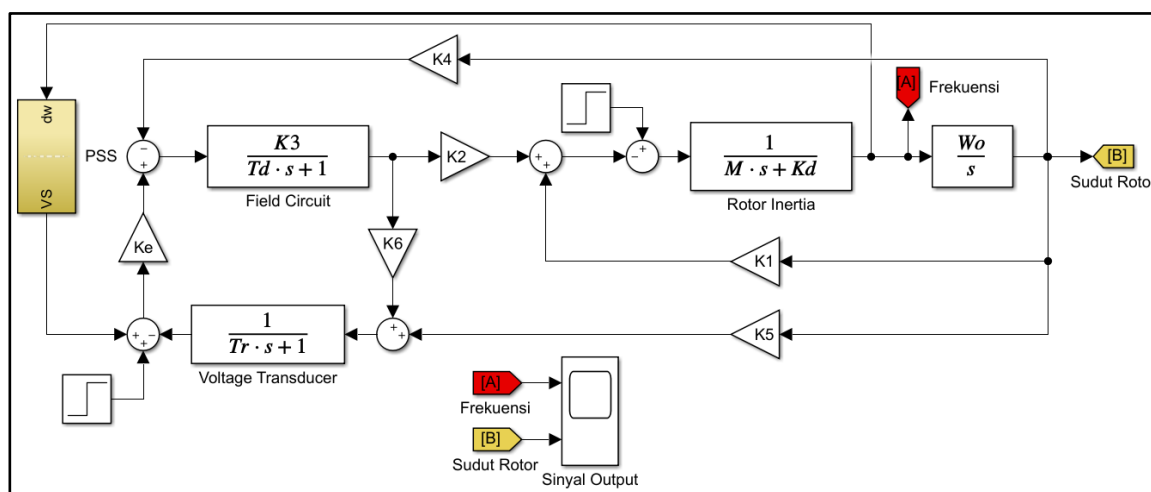 K4
[A]
Frekuensi
dw
PSS
VS
-
+
K3
Td · s + 1
Field Circuit
K2
+
+
-
+
1
M · s + Kd
Rotor Inertia
Wo
s
[B]
Sudut Roto
Ke
K6
K1
+
-
+
1
Tr · s + 1
Voltage Transducer
+
+
K5
[A]
Frekuensi
[B]
Sudut Rotor
Sinyal Output